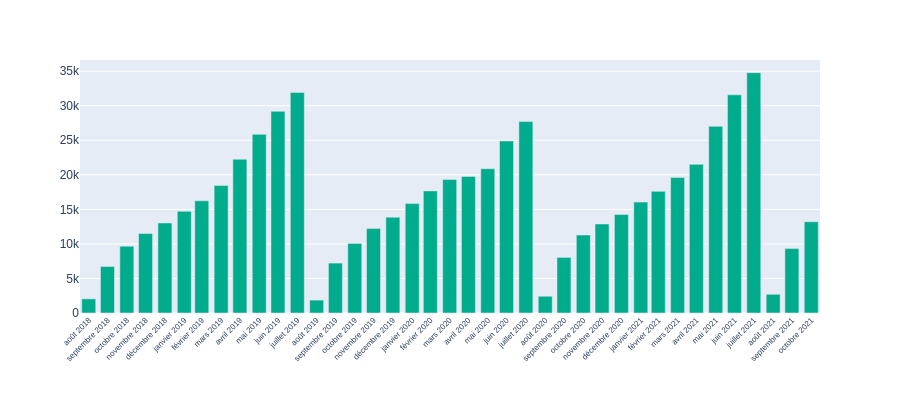 35k
30k
25k
20k
15k
10k
5k
0
août 2018
septembre 2018
octobre 2018
novembre 2018
décembre 2018
janvier 2019
février 2019
mars 2019
avril 2019
mai 2019
juin 2019
juillet 2019
août 2019
septembre 2019
octobre 2019
novembre 2019
décembre 2019
janvier 2020
février 2020
mars 2020
avril 2020
mai 2020
juin 2020
juillet 2020
août 2020
septembre 2020
octobre 2020
novembre 2020
décembre 2020
janvier 2021
février 2021
mars 2021
avril 2021
mai 2021
juin 2021
juillet 2021
août 2021
septembre 2021
octobre 2021